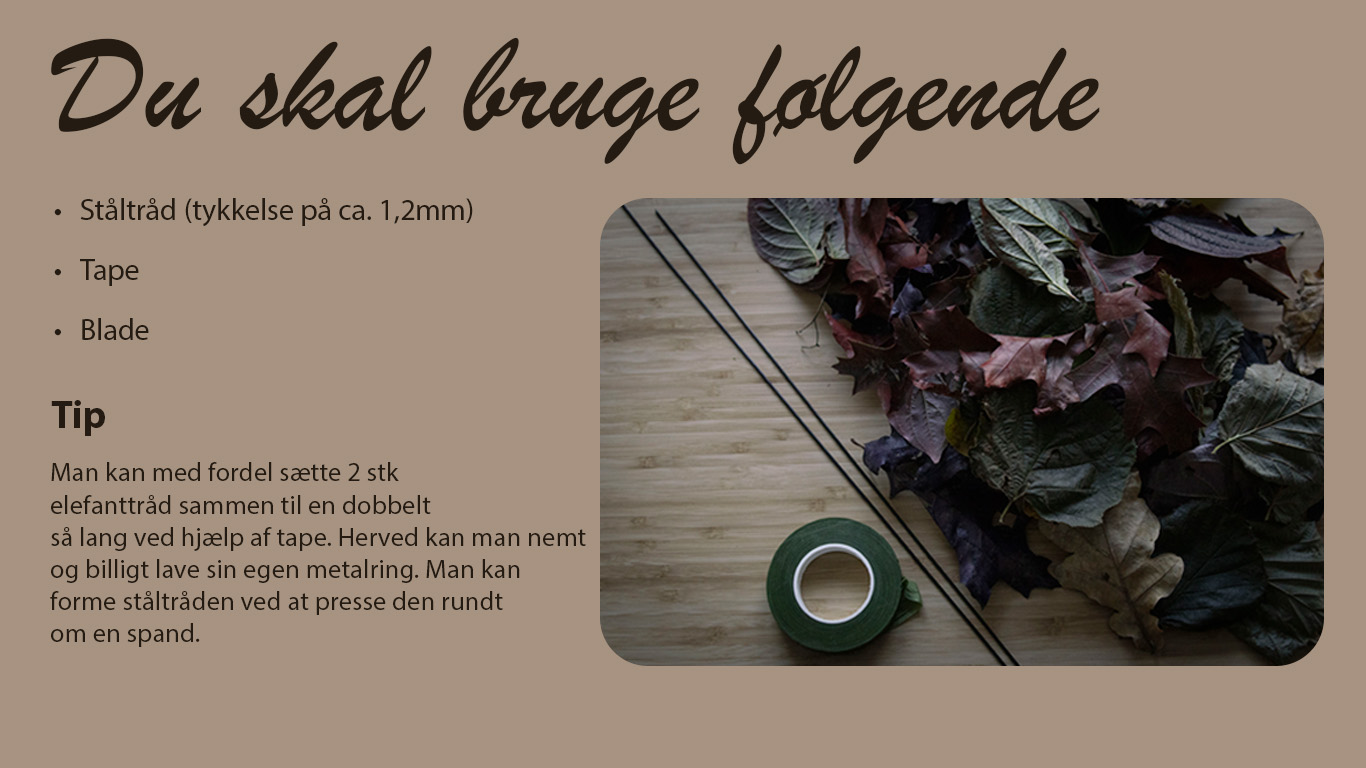 Du skal bruge følgende
• Ståltråd (tykkelse på ca. 1,2mm)
• Tape
• Blade
Tip
Man kan med fordel sætte 2 stk
elefanttråd sammen til en dobbelt
så lang ved hjælp af tape. Herved kan man nemt
og billigt lave sin egen metalring. Man kan
forme ståltråden ved at presse den rundt
om en spand.